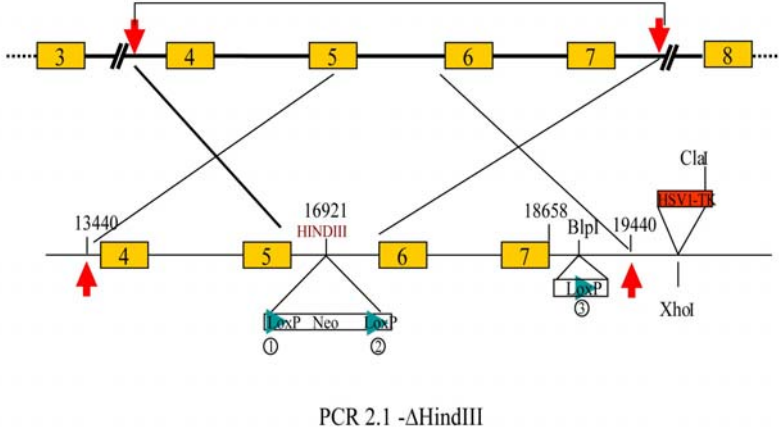 3 4 5 6 7 8
13440 16921 18658 19440 ClaI
HINDIII BlpI HSVI-TK
4 5 6 7
LoxP Neo LoxP LoxP XhoI
① ② ③
PCR 2.1 -ΔHindIII